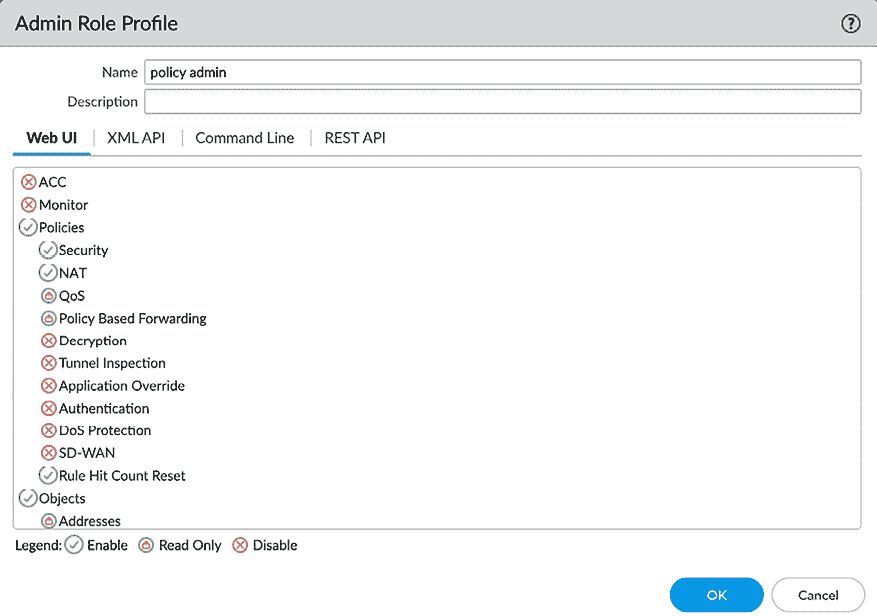 Admin Role Profile
?
Name policy admin
Description
Web UI XML API Command Line REST API
ACC
Monitor
Policies
Security
NAT
QoS
Policy Based Forwarding
Decryption
Tunnel Inspection
Application Override
Authentication
DoS Protection
SD-WAN
Rule Hit Count Reset
Objects
Addresses
Legend: Enable Read Only Disable
OK Cancel